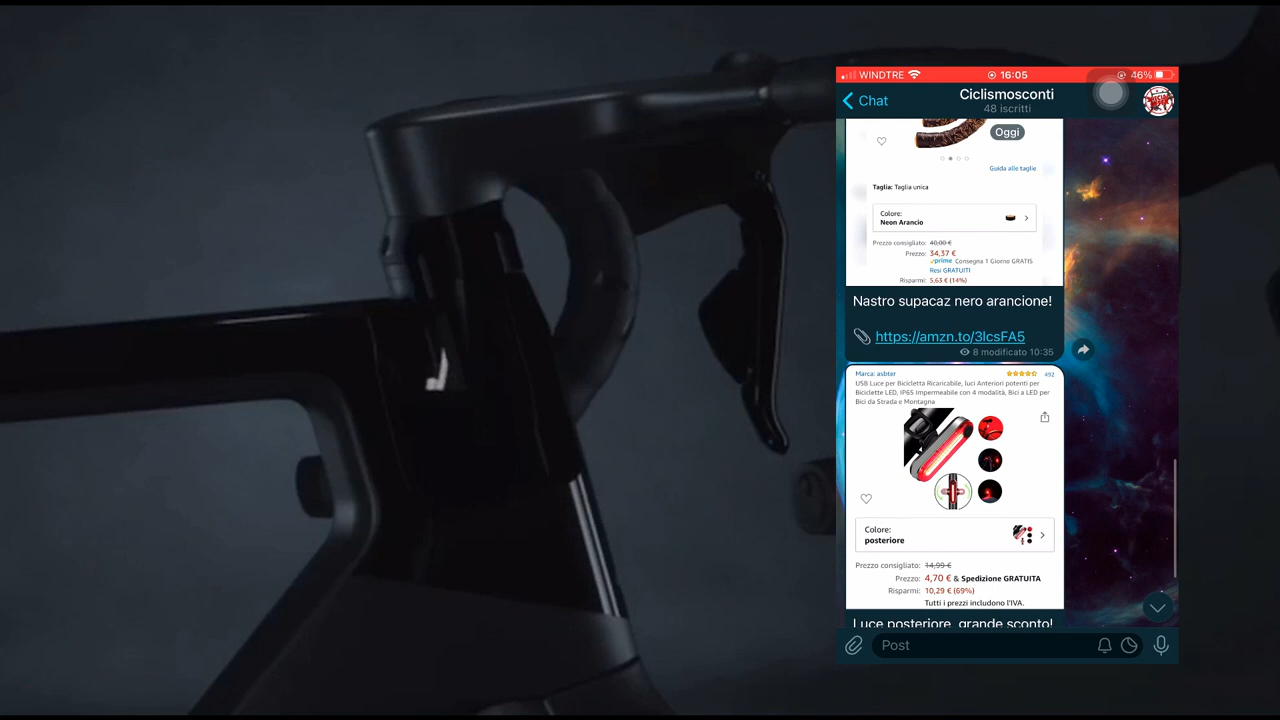 WINDTRE 16:05 46%
Chat Ciclismosconti
48 iscritti
Oggi
Guida alle taglie
Taglia: Taglia unica
Colore:
Neon Arancio
Prezzo consigliato: 40,00 €
Prezzo: 34,37 €
prime Consegna 1 Giorno GRATIS
Resi GRATUITI
Risparmi: 5,63 € (14%)
Nastro supacaz nero arancione!
https://amzn.to/3lcsFA5
8 modificato 10:35
Marca: asbter 492
USB Luce per Bicicletta Ricaricabile, luci Anteriori potenti per
Biciclette LED, IP65 Impermeabile con 4 modalità, Bici a LED per
Bici da Strada e Montagna
Colore:
posteriore
Prezzo consigliato: 14,99 €
Prezzo: 4,70 € & Spedizione GRATUITA
Risparmi: 10,29 € (69%)
Tutti i prezzi includono l'IVA.
Luce posteriore, grande sconto!
Post